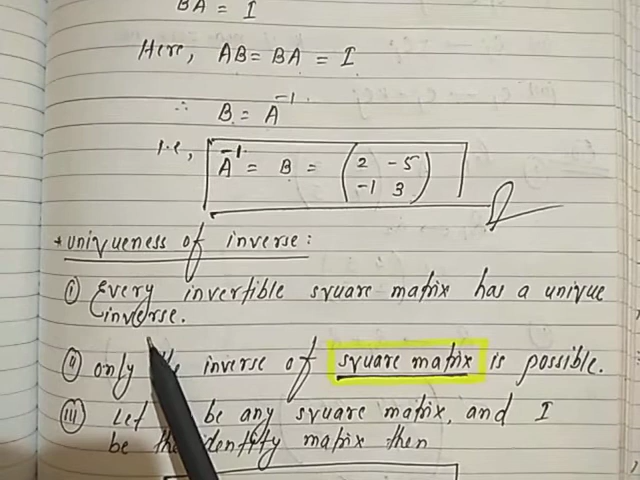 BA = I
Here, AB = BA = I
∴ B = A⁻¹
i.e, A⁻¹ = B = (2 -5
-1 3)
* uniqueness of inverse:
(i) Every invertible square matrix has a unique
inverse.
(ii) only the inverse of square matrix is possible.
(iii) Let be any square matrix, and I
be the identity matrix then